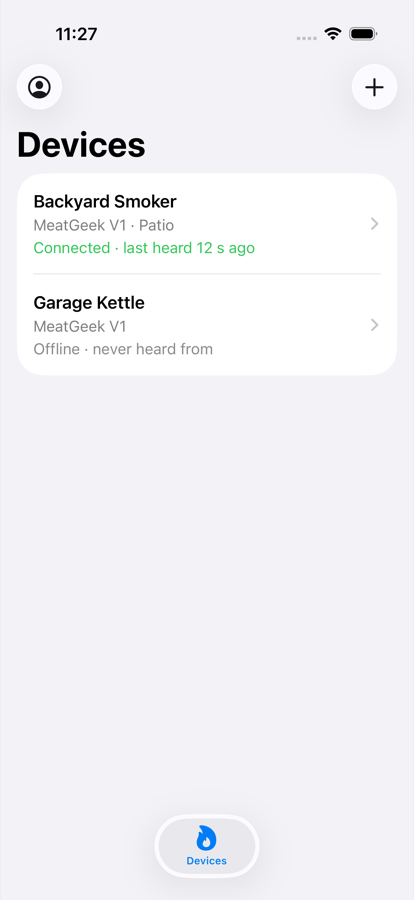 11:27
Devices
Backyard Smoker
MeatGeek V1 · Patio
Connected · last heard 12 s ago
Garage Kettle
MeatGeek V1
Offline · never heard from
Devices